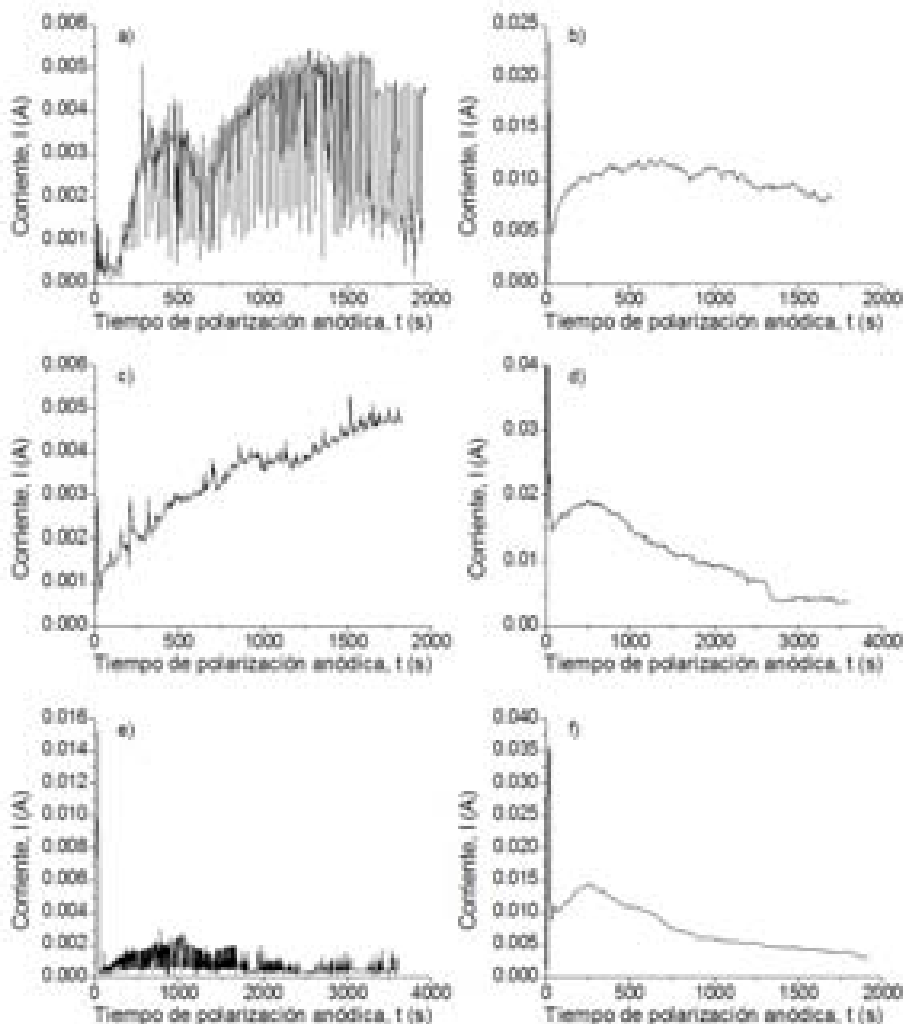 a)
Corriente, I (A)
0.006
0.005
0.004
0.003
0.002
0.001
0.000
0 500 1000 1500 2000
Tiempo de polarización anódica, t (s)
b)
Corriente, I (A)
0.025
0.020
0.015
0.010
0.005
0.000
0 500 1000 1500 2000
Tiempo de polarización anódica, t (s)
c)
Corriente, I (A)
0.006
0.005
0.004
0.003
0.002
0.001
0.000
0 500 1000 1500 2000
Tiempo de polarización anódica, t (s)
d)
Corriente, I (A)
0.04
0.03
0.02
0.01
0.00
0 1000 2000 3000 4000
Tiempo de polarización anódica, t (s)
e)
Corriente, I (A)
0.016
0.014
0.012
0.010
0.008
0.006
0.004
0.002
0.000
0 1000 2000 3000 4000
Tiempo de polarización anódica, t (s)
f)
Corriente, I (A)
0.040
0.035
0.030
0.025
0.020
0.015
0.010
0.005
0.000
0 500 1000 1500 2000
Tiempo de polarización anódica, t (s)